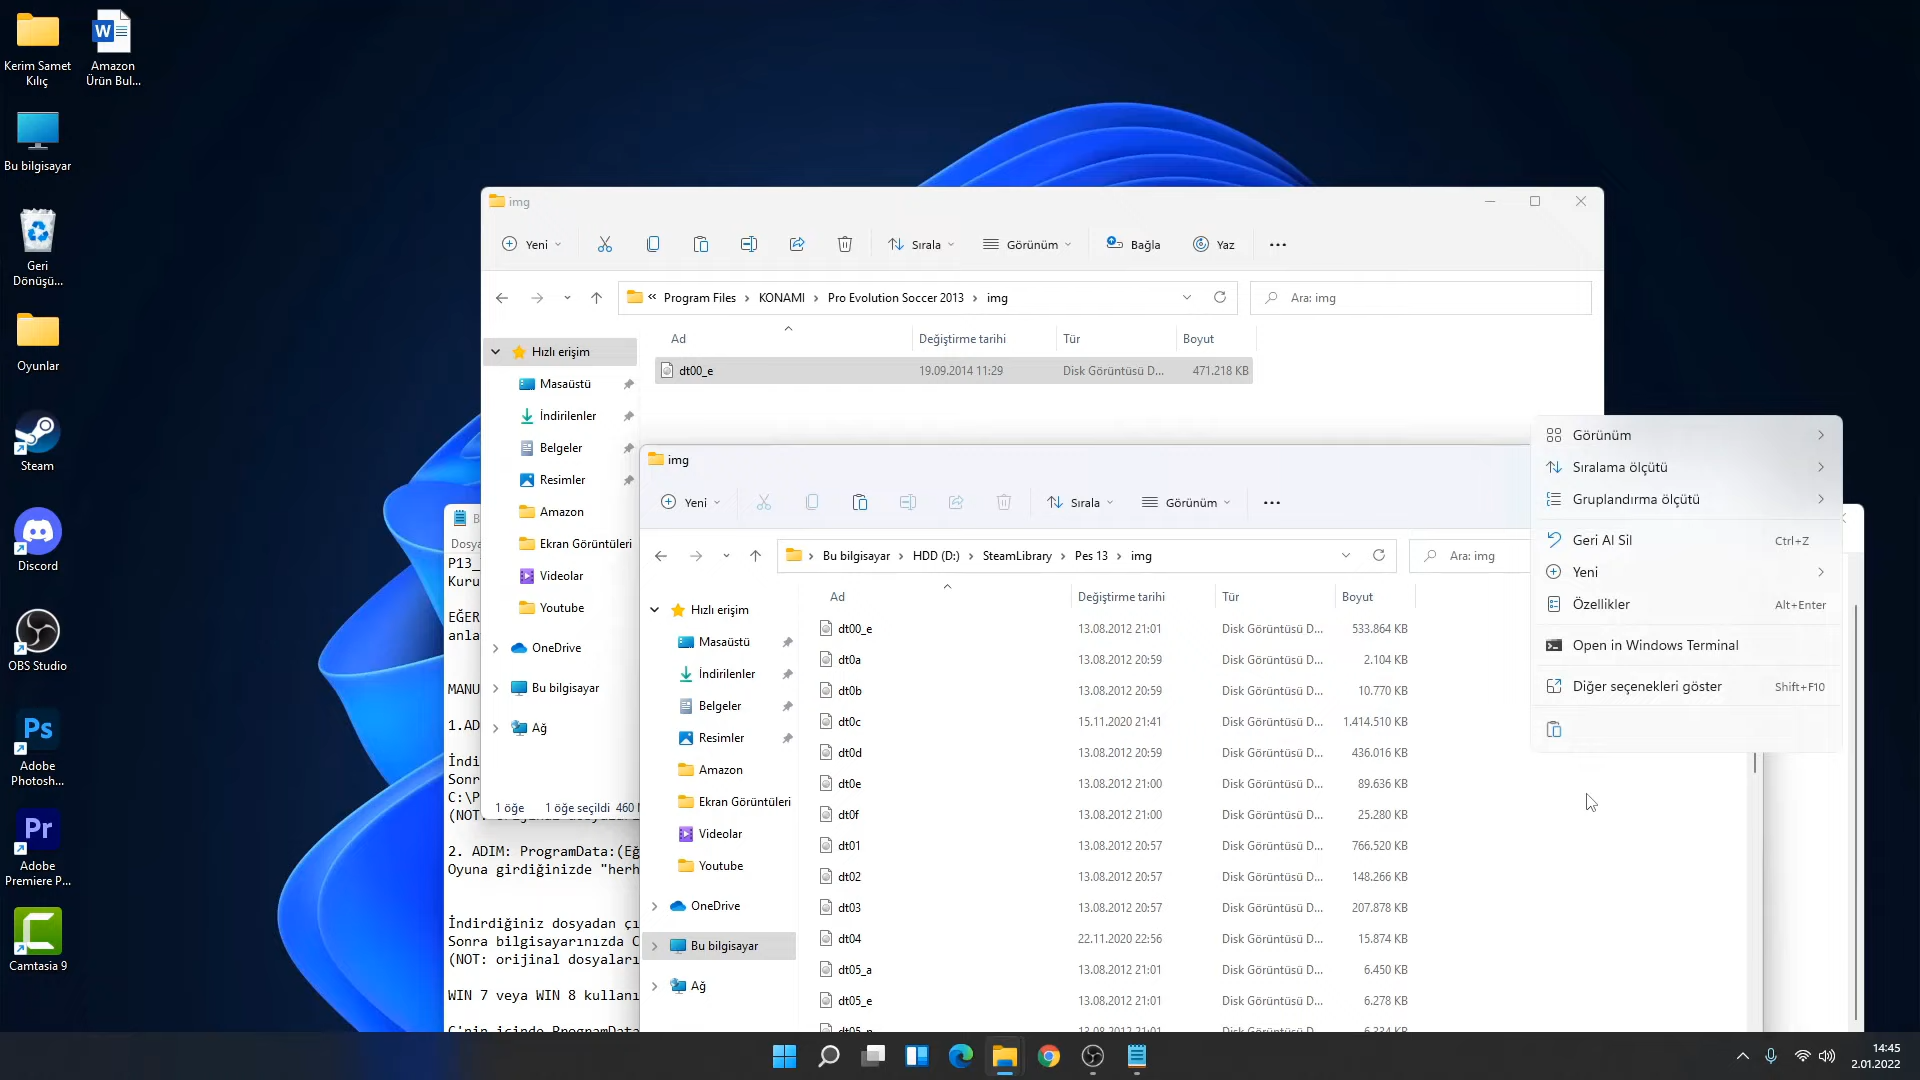 Kerim Samet
Kılıç
Amazon
Ürün Bul...
Bu bilgisayar
Geri
Dönüşü...
Oyunlar
Steam
Discord
OBS Studio
Adobe
Photosh...
Adobe
Premiere P...
Camtasia 9
img
Yeni
Sırala
Görünüm
Bağla
Yaz
Program Files
KONAMI
Pro Evolution Soccer 2013
img
Ara: img
Ad
Değiştirme tarihi
Tür
Boyut
dt00_e
19.09.2014 11:29
Disk Görüntüsü D...
471.218 KB
Hızlı erişim
Masaüstü
İndirilenler
Belgeler
Resimler
Amazon
Ekran Görüntüleri
Videolar
Youtube
OneDrive
Bu bilgisayar
Ağ
1 öğe
1 öğe seçildi 460
Dosya
P13_
Kuru
EĞER
anla
MANU
1.AD
İndi
Sonr
C:\P
(NOT: orijinal dosyaları
2. ADIM: ProgramData:(Eğ
Oyuna girdiğinizde "herh
İndirdiğiniz dosyadan çı
Sonra bilgisayarınızda C
(NOT: orijinal dosyaları
WIN 7 veya WIN 8 kullanı
C'nin içinde ProgramData
img
Yeni
Sırala
Görünüm
Bu bilgisayar
HDD (D:)
SteamLibrary
Pes 13
img
Ara: img
Ad
Değiştirme tarihi
Tür
Boyut
dt00_e 13.08.2012 21:01 Disk Görüntüsü D... 533.864 KB
dt0a 13.08.2012 20:59 Disk Görüntüsü D... 2.104 KB
dt0b 13.08.2012 20:59 Disk Görüntüsü D... 10.770 KB
dt0c 15.11.2020 21:41 Disk Görüntüsü D... 1.414.510 KB
dt0d 13.08.2012 20:59 Disk Görüntüsü D... 436.016 KB
dt0e 13.08.2012 21:00 Disk Görüntüsü D... 89.636 KB
dt0f 13.08.2012 21:00 Disk Görüntüsü D... 25.280 KB
dt01 13.08.2012 20:57 Disk Görüntüsü D... 766.520 KB
dt02 13.08.2012 20:57 Disk Görüntüsü D... 148.266 KB
dt03 13.08.2012 20:57 Disk Görüntüsü D... 207.878 KB
dt04 22.11.2020 22:56 Disk Görüntüsü D... 15.874 KB
dt05_a 13.08.2012 21:01 Disk Görüntüsü D... 6.450 KB
dt05_e 13.08.2012 21:01 Disk Görüntüsü D... 6.278 KB
Hızlı erişim
Masaüstü
İndirilenler
Belgeler
Resimler
Amazon
Ekran Görüntüleri
Videolar
Youtube
OneDrive
Bu bilgisayar
Ağ
Görünüm
Sıralama ölçütü
Gruplandırma ölçütü
Geri Al Sil Ctrl+Z
Yeni
Özellikler Alt+Enter
Open in Windows Terminal
Diğer seçenekleri göster Shift+F10
14:45
2.01.2022